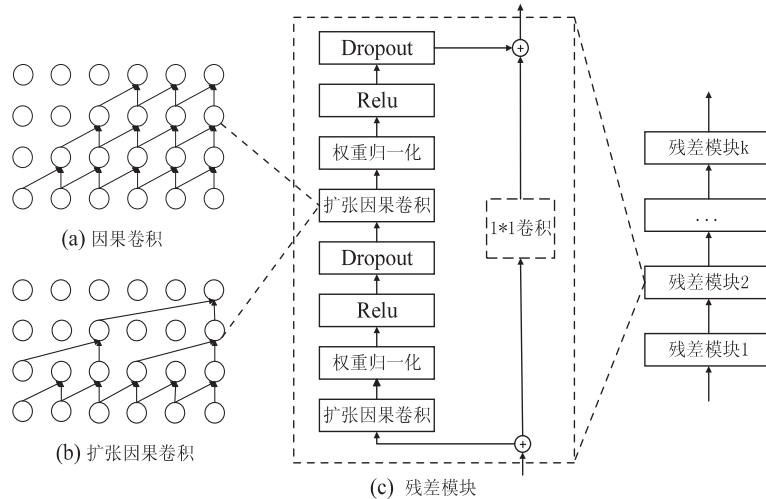 (a) 因果卷积
(b) 扩张因果卷积
Dropout
Relu
权重归一化
扩张因果卷积
Dropout
Relu
权重归一化
扩张因果卷积
+
1*1卷积
+
(c) 残差模块
残差模块k
...
残差模块2
残差模块1